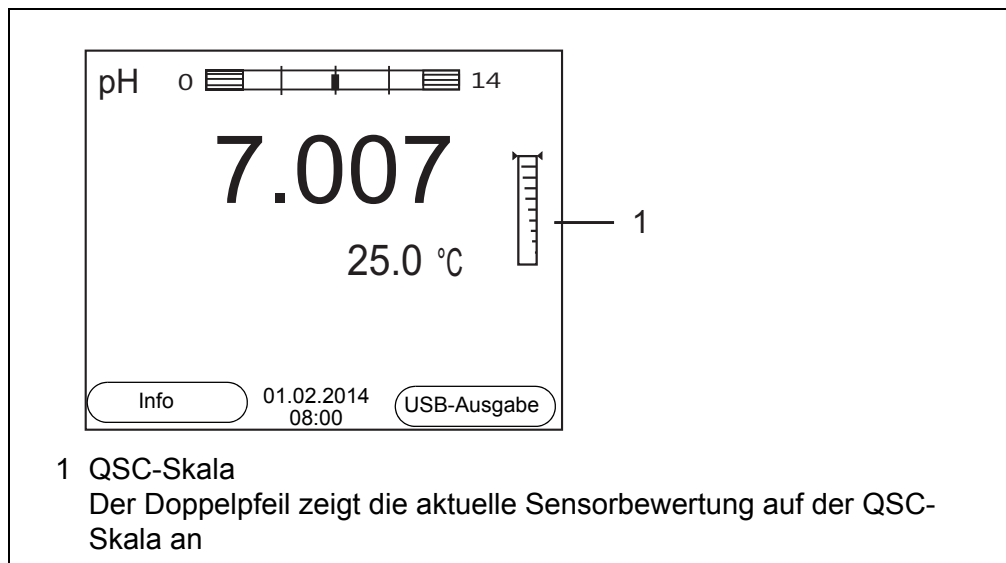 pH 0 14
7.007
1
25.0 °C
Info 01.02.2014 USB-Ausgabe
08:00
1 QSC-Skala
Der Doppelpfeil zeigt die aktuelle Sensorbewertung auf der QSC-
Skala an